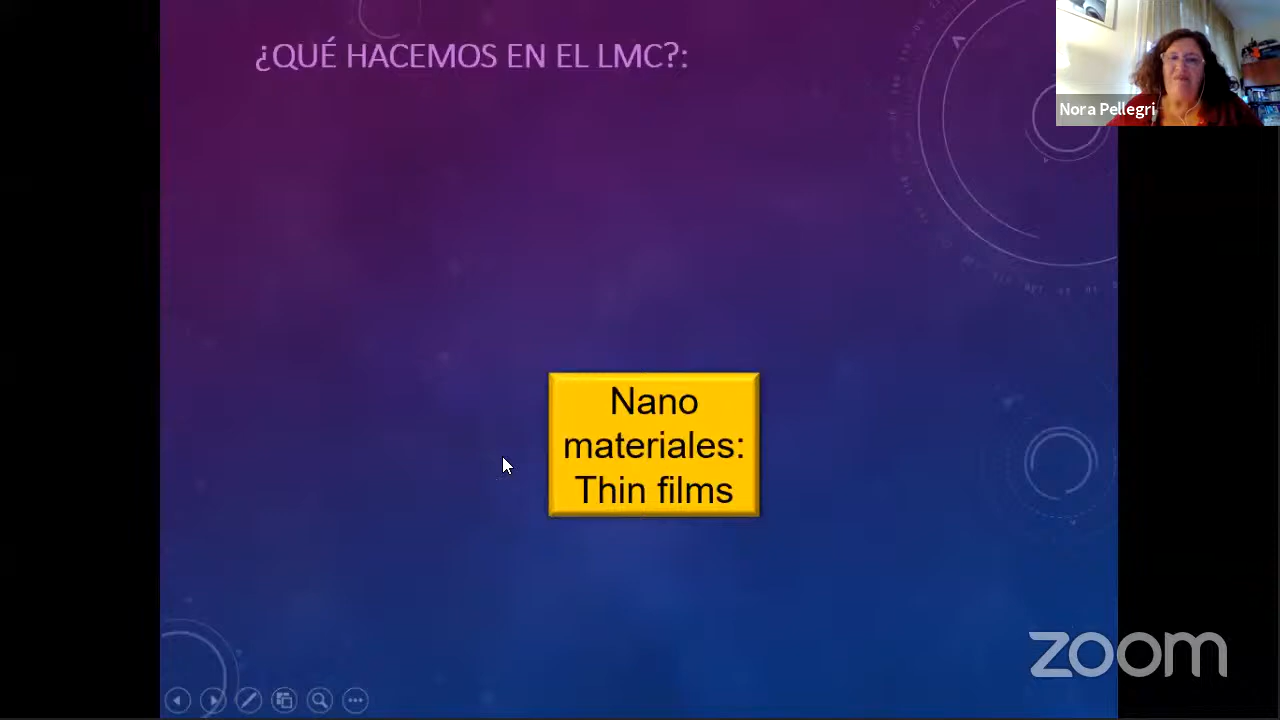 ¿QUÉ HACEMOS EN EL LMC?:
Nora Pellegri
Nano
materiales:
Thin films
zoom